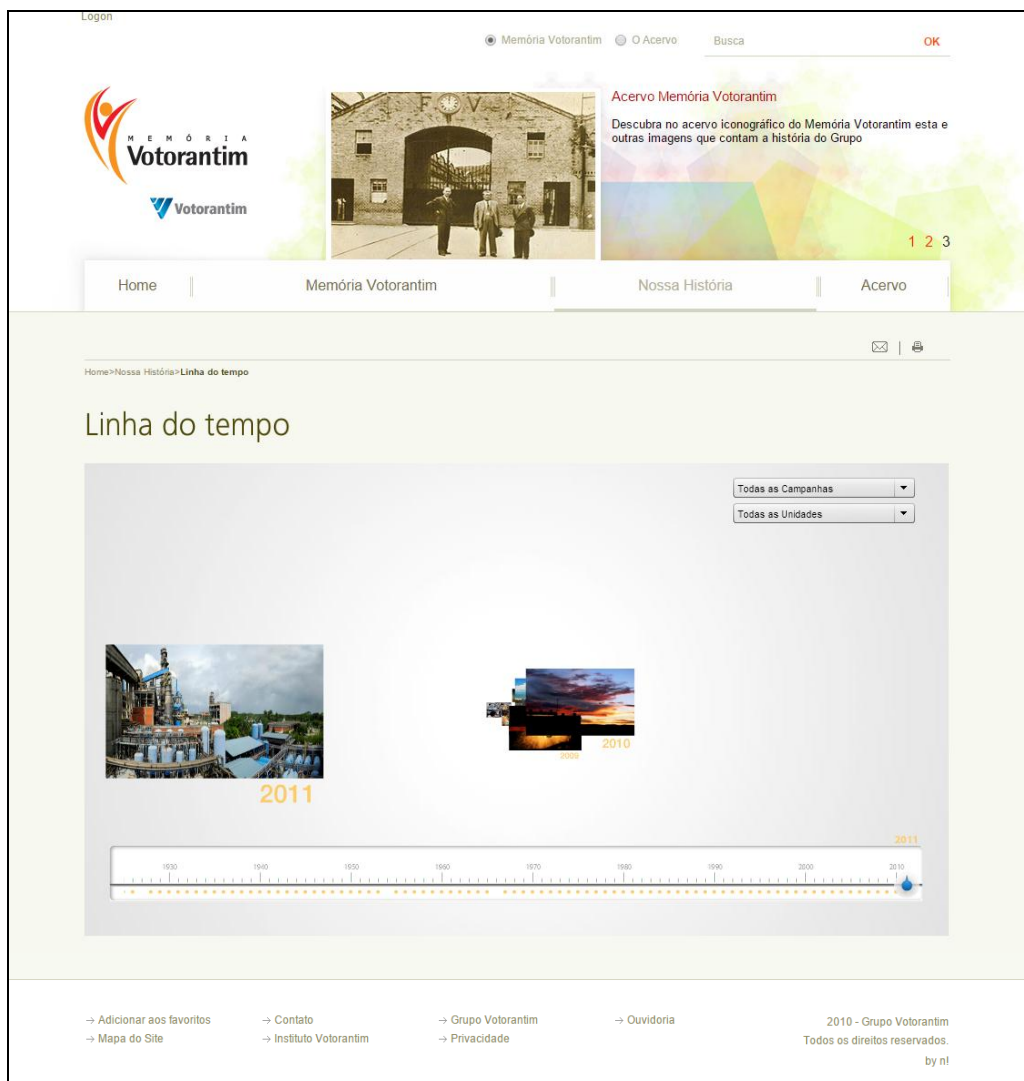 Logon
Memória Votorantim
O Acervo
Busca
OK
MEMÓRIA
Votorantim
Votorantim
F V
Acervo Memória Votorantim
Descubra no acervo iconográfico do Memória Votorantim esta e
outras imagens que contam a história do Grupo
1 2 3
Home
Memória Votorantim
Nossa História
Acervo
Home>Nossa História>Linha do tempo
Linha do tempo
Todas as Campanhas
Todas as Unidades
2011
2010
2009
2011
1930 1940 1950 1960 1970 1980 1990 2000 2010
Adicionar aos favoritos
Mapa do Site
Contato
Instituto Votorantim
Grupo Votorantim
Privacidade
Ouvidoria
2010 - Grupo Votorantim
Todos os direitos reservados.
by n!